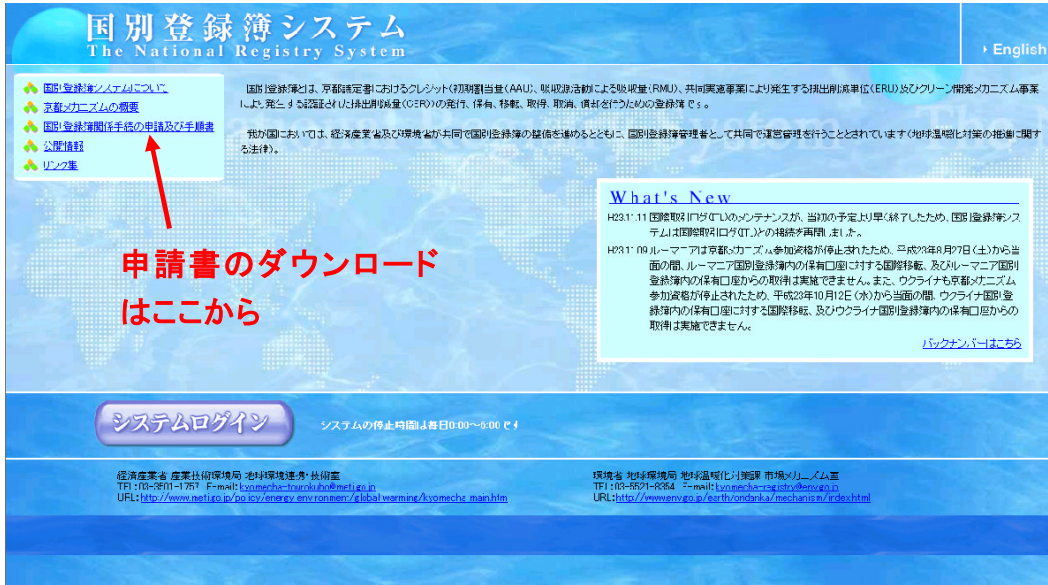 国別登録簿システム
The National Registry System
English
国別登録簿システムについて
京都メカニズムの概要
国別登録簿関係手続の申請及び手順書
公開情報
リンク集
国別登録簿とは、京都議定書におけるクレジット(初期割当量(AAU)、吸収源活動による吸収量(RMU)、共同実施事業により発生する排出削減単位(ERU)及びクリーン開発メカニズム事業
により発生する認証された排出削減量(CER))の発行、保有、移転、取得、取消、償却を行うための登録簿です。
我が国においては、経済産業省及び環境省が共同で国別登録簿の整備を進めるとともに、国別登録簿管理者として共同で運営管理を行うこととされています(地球温暖化対策の推進に関す
る法律)。
What's New
H23.11.11 国際取引ログ(ITL)のメンテナンスが、当初の予定より早く終了したため、国別登録簿シス
テムは国際取引ログ(ITL)との接続を再開しました。
H23.11.09 ルーマニアは京都メカニズム参加資格が停止されたため、平成23年8月27日(土)から当
面の間、ルーマニア国別登録簿内の保有口座に対する国際移転、及びルーマニア国別
登録簿内の保有口座からの取得は実施できません。また、ウクライナも京都メカニズム
参加資格が停止されたため、平成23年10月12日(水)から当面の間、ウクライナ国別登
録簿内の保有口座に対する国際移転、及びウクライナ国別登録簿内の保有口座からの
取得は実施できません。
バックナンバーはこちら
申請書のダウンロード
はここから
システムログイン
システムの停止時間は毎日0:00～6:00です
経済産業省 産業技術環境局 地球環境連携・技術室
TEL:03-3501-1757 E-mail:kyomecha-tourokubo@meti.go.jp
URL:http://www.meti.go.jp/policy/energy_environment/global_warming/kyomecha_main.htm
環境省 地球環境局 地球温暖化対策課 市場メカニズム室
TEL:03-5521-8354 E-mail:kyomecha-registry@env.go.jp
URL:http://www.env.go.jp/earth/ondanka/mechanism/index.html